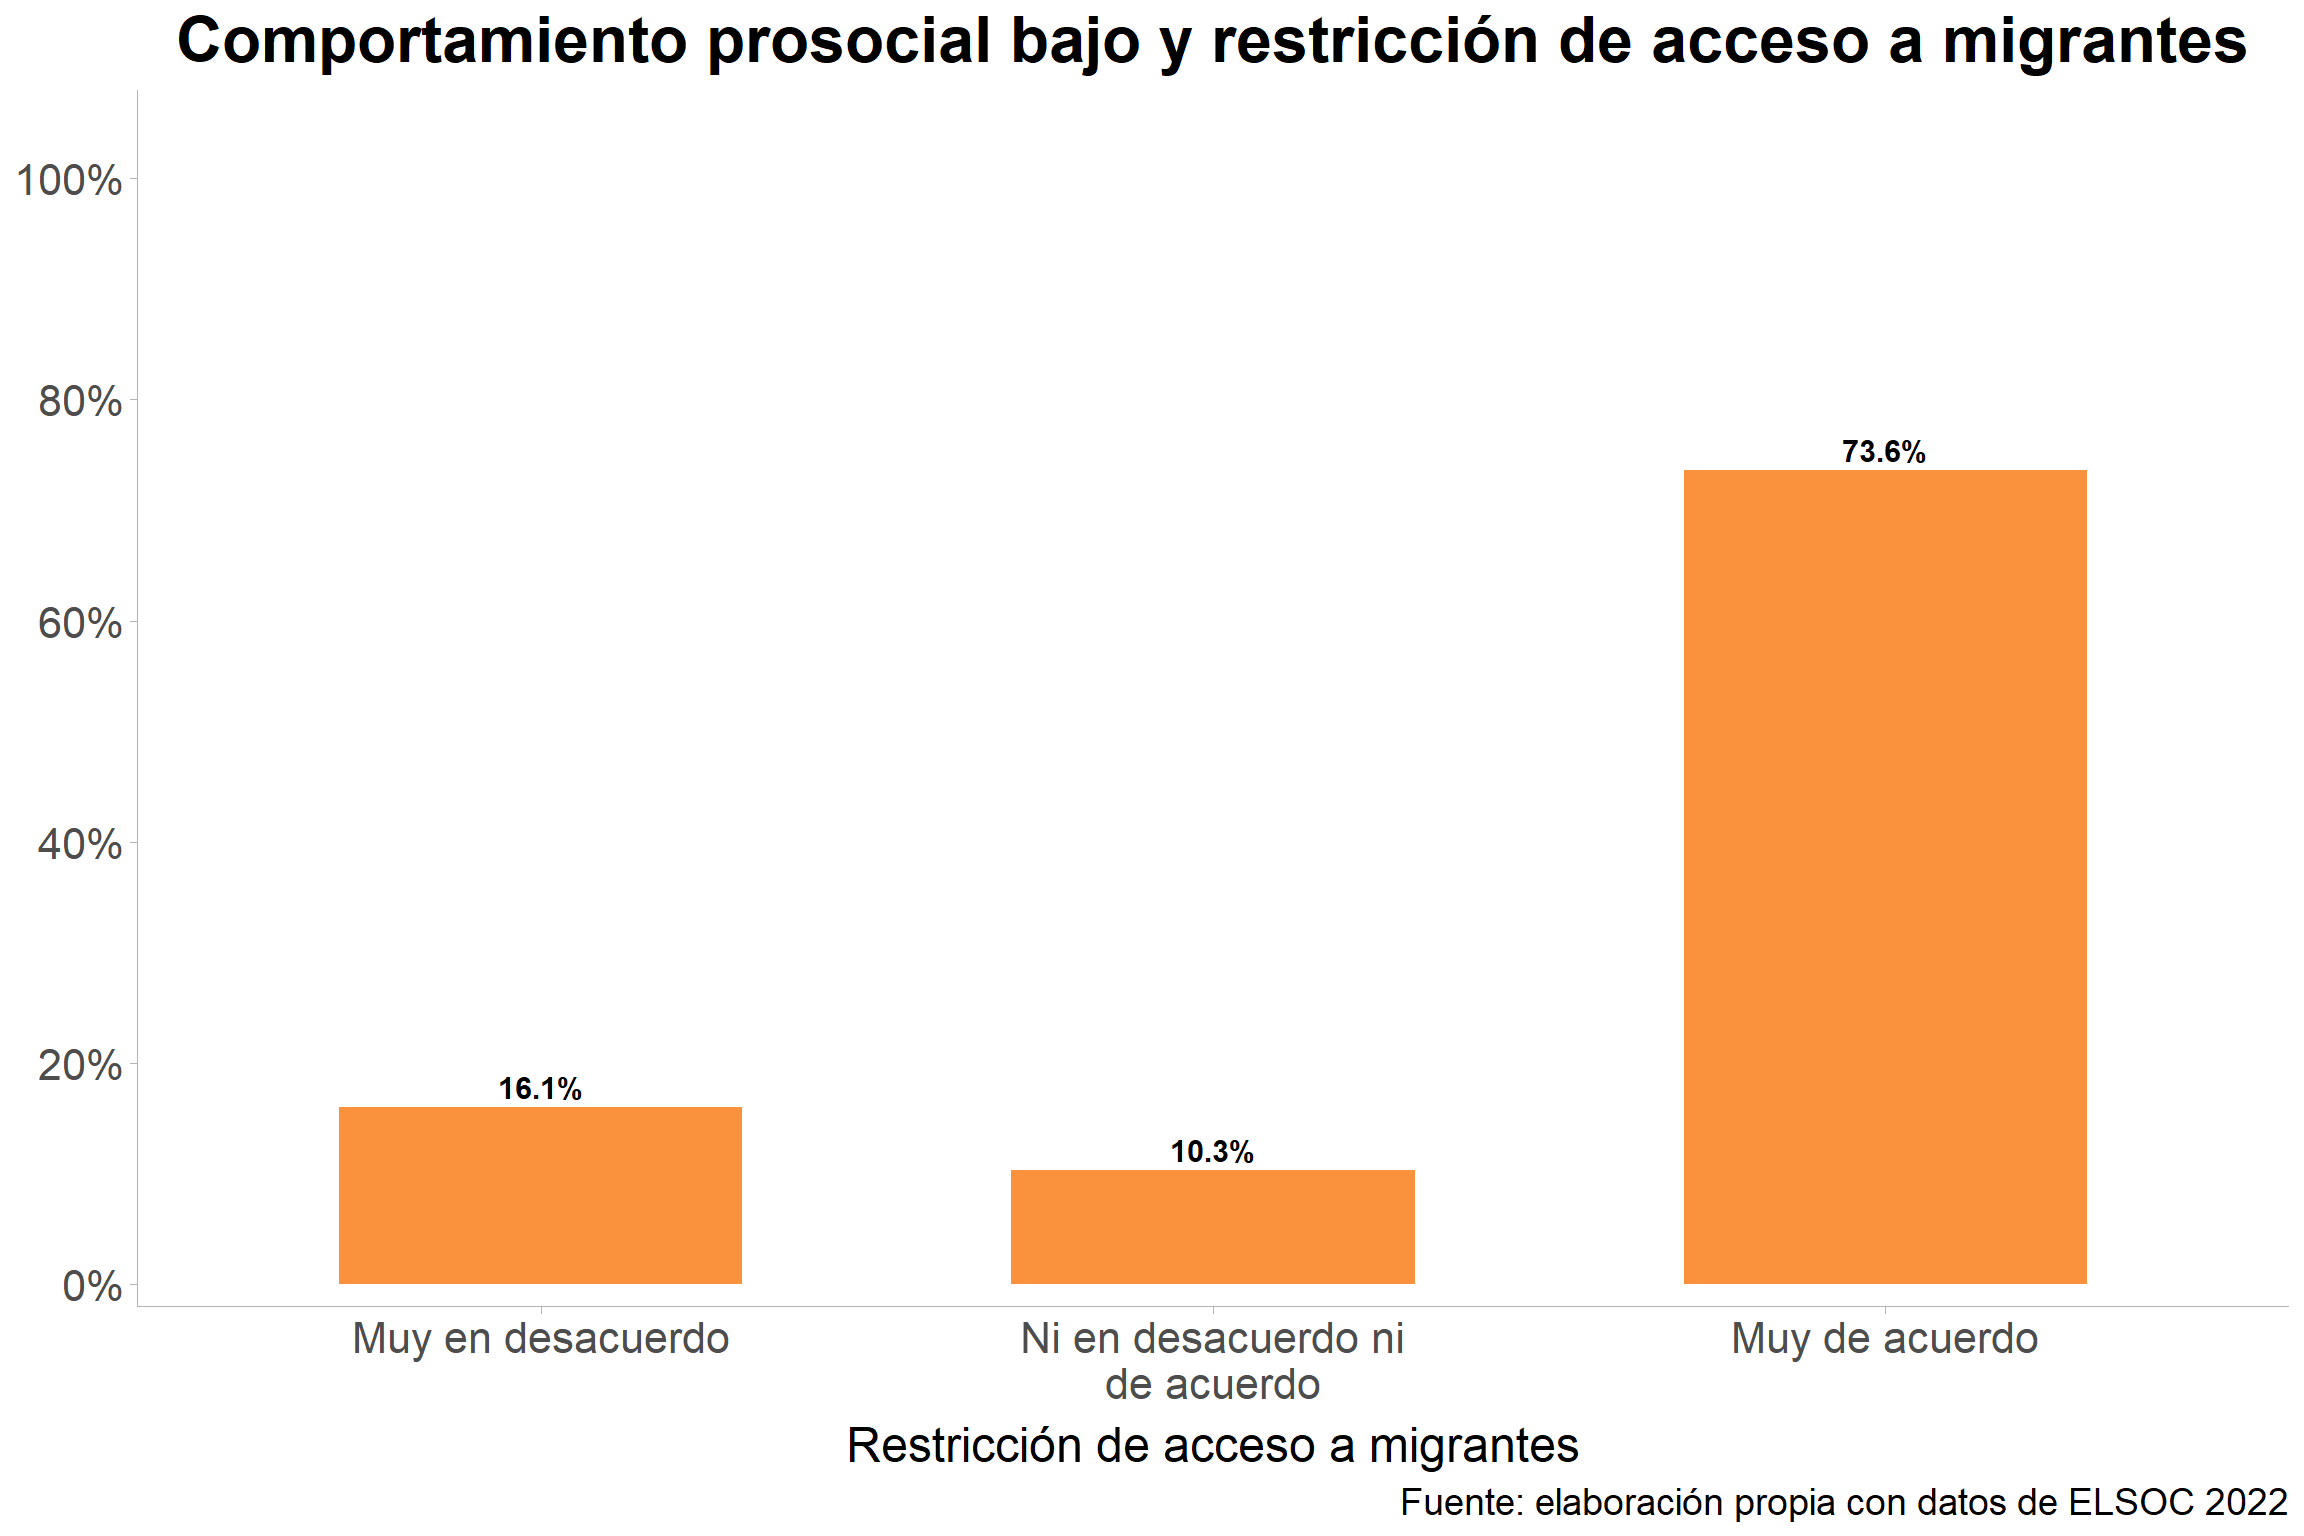 Comportamiento prosocial bajo y restricción de acceso a migrantes
100%
80%
60%
40%
20%
0%
16.1%
10.3%
73.6%
Muy en desacuerdo
Ni en desacuerdo ni
de acuerdo
Muy de acuerdo
Restricción de acceso a migrantes
Fuente: elaboración propia con datos de ELSOC 2022